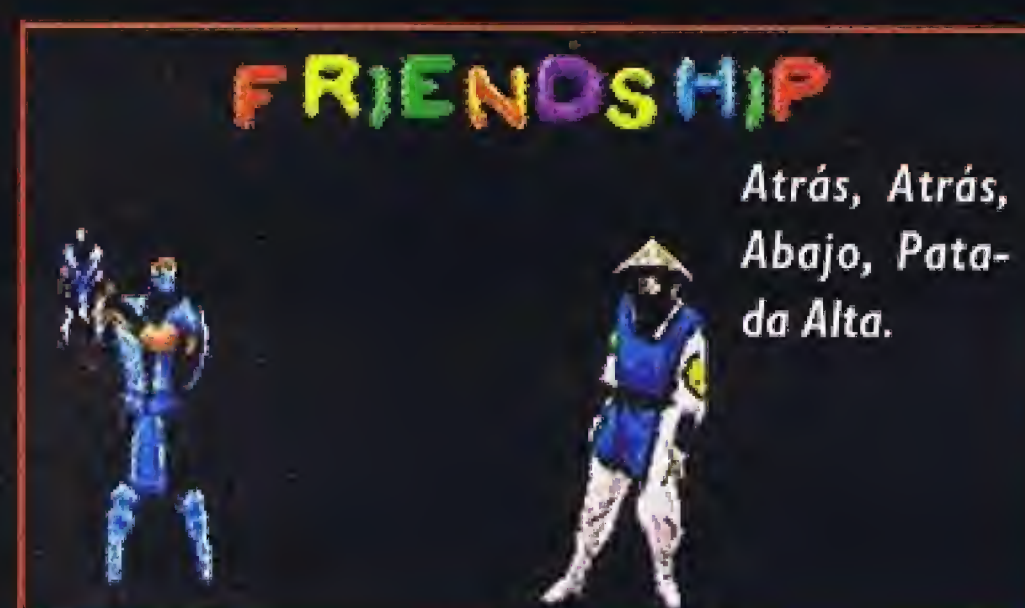 FRIENDSHIP
Atrás, Atrás,
Abajo, Pata-
da Alta.